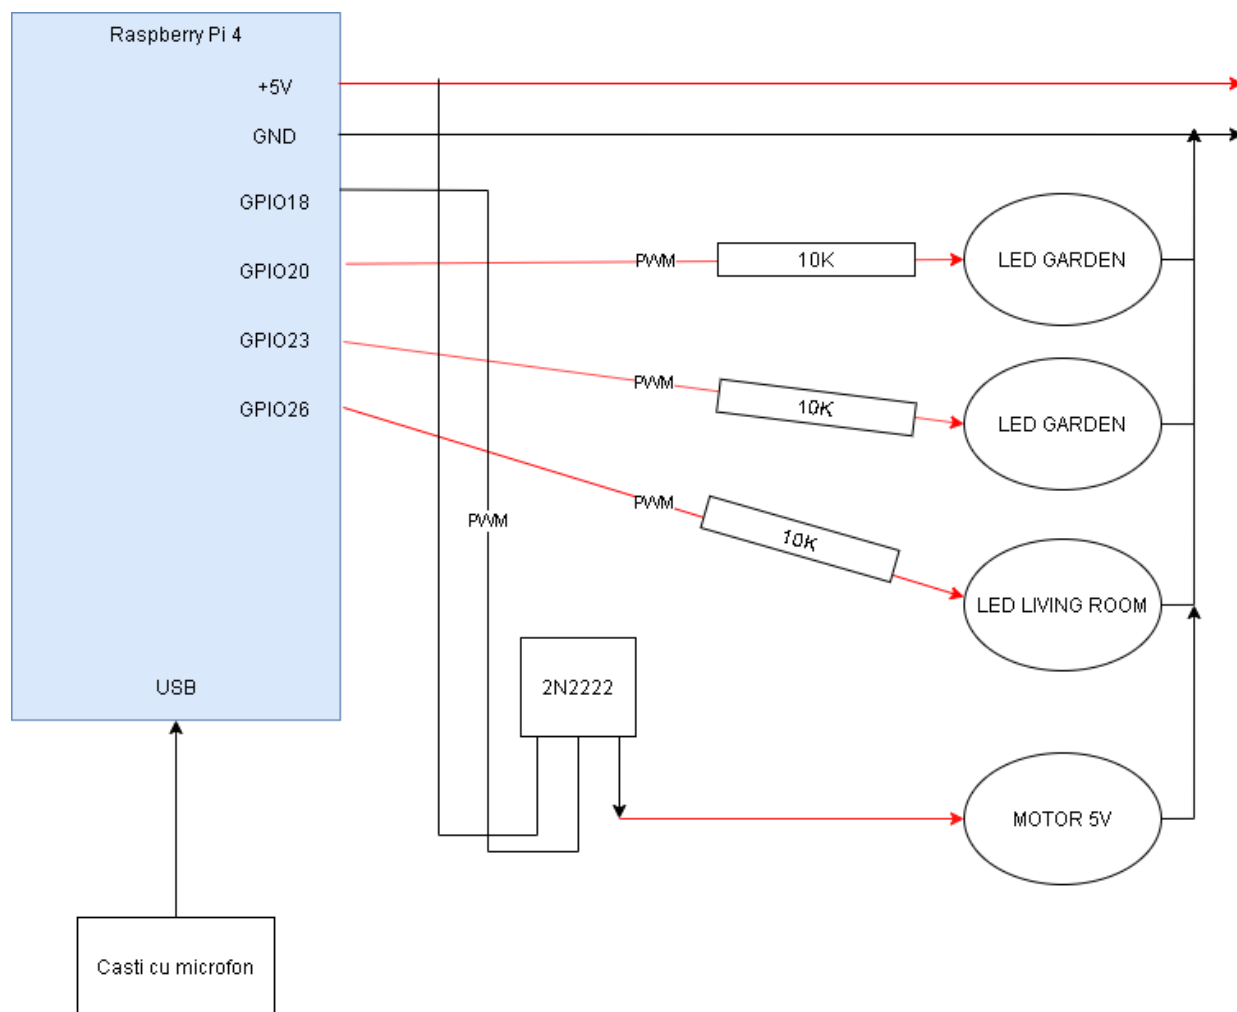 Raspberry Pi 4
+5V
GND
GPIO18
GPIO20
PWM
10K
LED GARDEN
GPIO23
PWM
10K
LED GARDEN
GPIO26
PWM
10K
PWM
LED LIVING ROOM
USB
2N2222
MOTOR 5V
Casti cu microfon